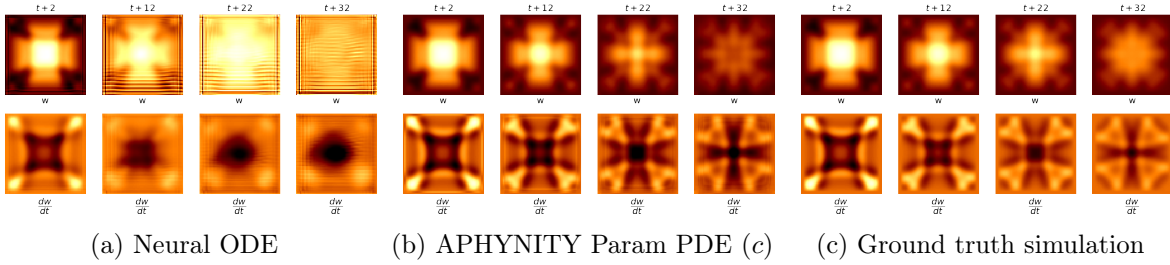 t + 2 t + 12 t + 22 t + 32 t + 2 t + 12 t + 22 t + 32 t + 2 t + 12 t + 22 t + 32
w w w
dw/dt dw/dt dw/dt dw/dt dw/dt dw/dt dw/dt dw/dt dw/dt dw/dt dw/dt dw/dt
(a) Neural ODE (b) APHYNITY Param PDE (c) (c) Ground truth simulation